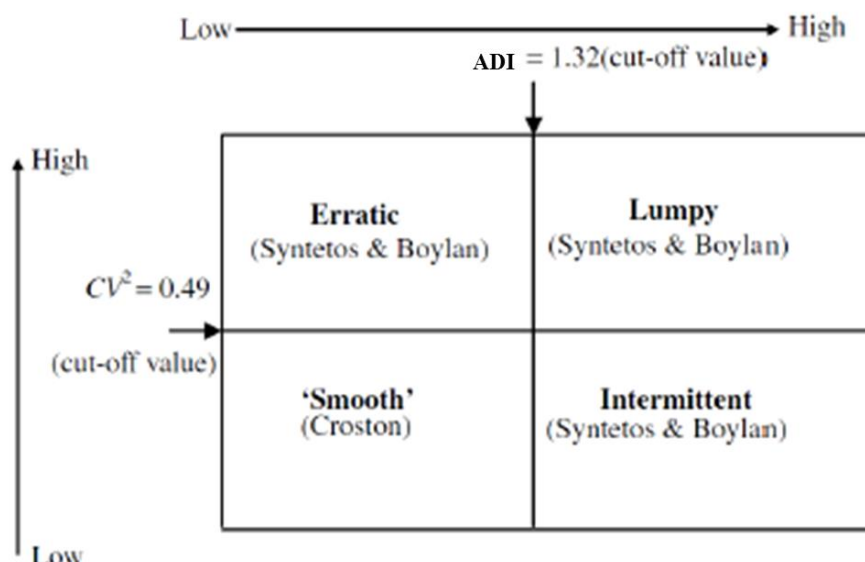 Low High
ADI = 1.32(cut-off value)
High
Erratic
(Syntetos & Boylan)
Lumpy
(Syntetos & Boylan)
CV² = 0.49
(cut-off value)
‘Smooth’
(Croston)
Intermittent
(Syntetos & Boylan)
Low